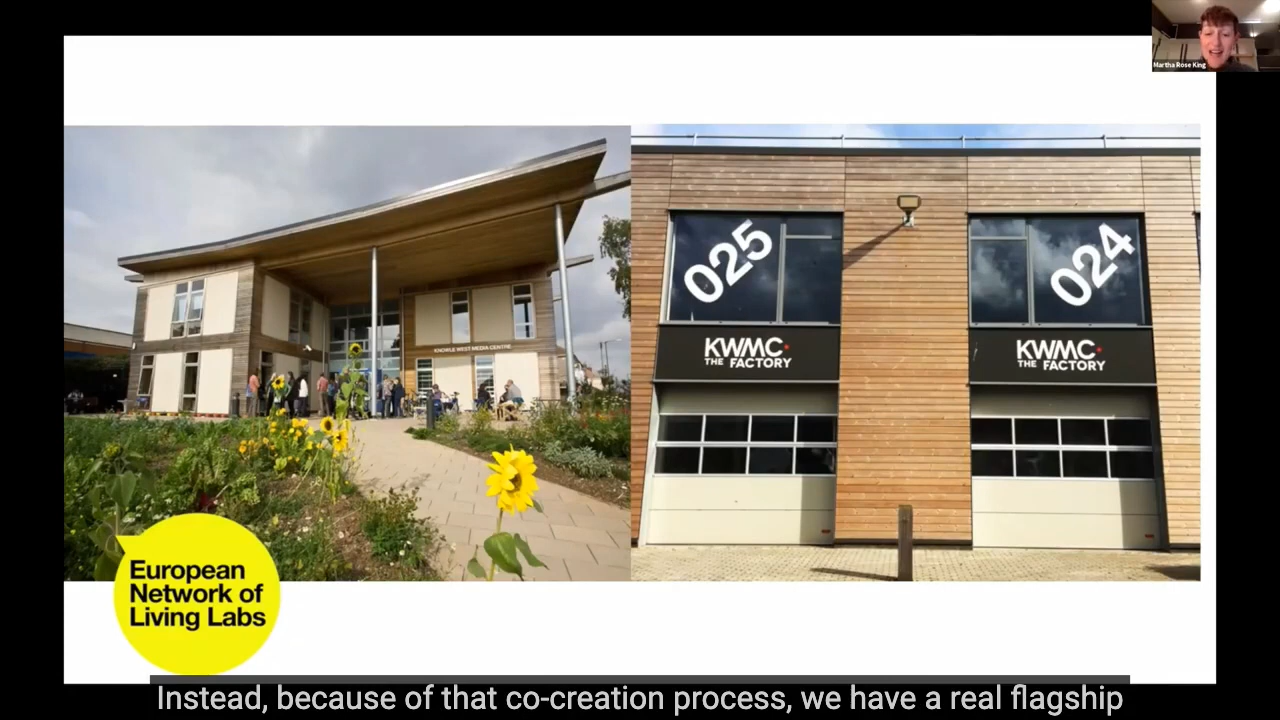 Martha Rose King
KNOWLE WEST MEDIA CENTRE
025
024
KWMC
THE FACTORY
KWMC
THE FACTORY
European
Network of
Living Labs
Instead, because of that co-creation process, we have a real flagship